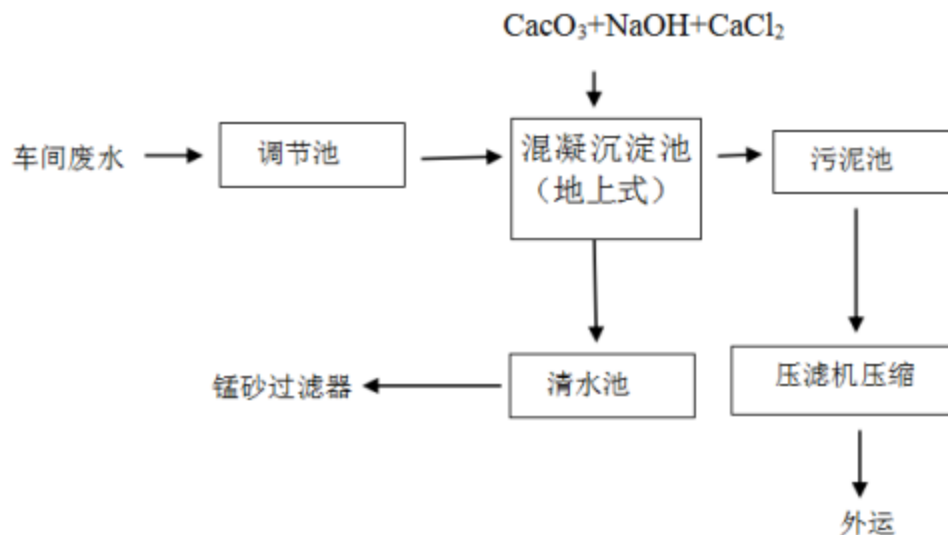 CacO₃+NaOH+CaCl₂
车间废水
调节池
混凝沉淀池
（地上式）
污泥池
锰砂过滤器
清水池
压滤机压缩
外运